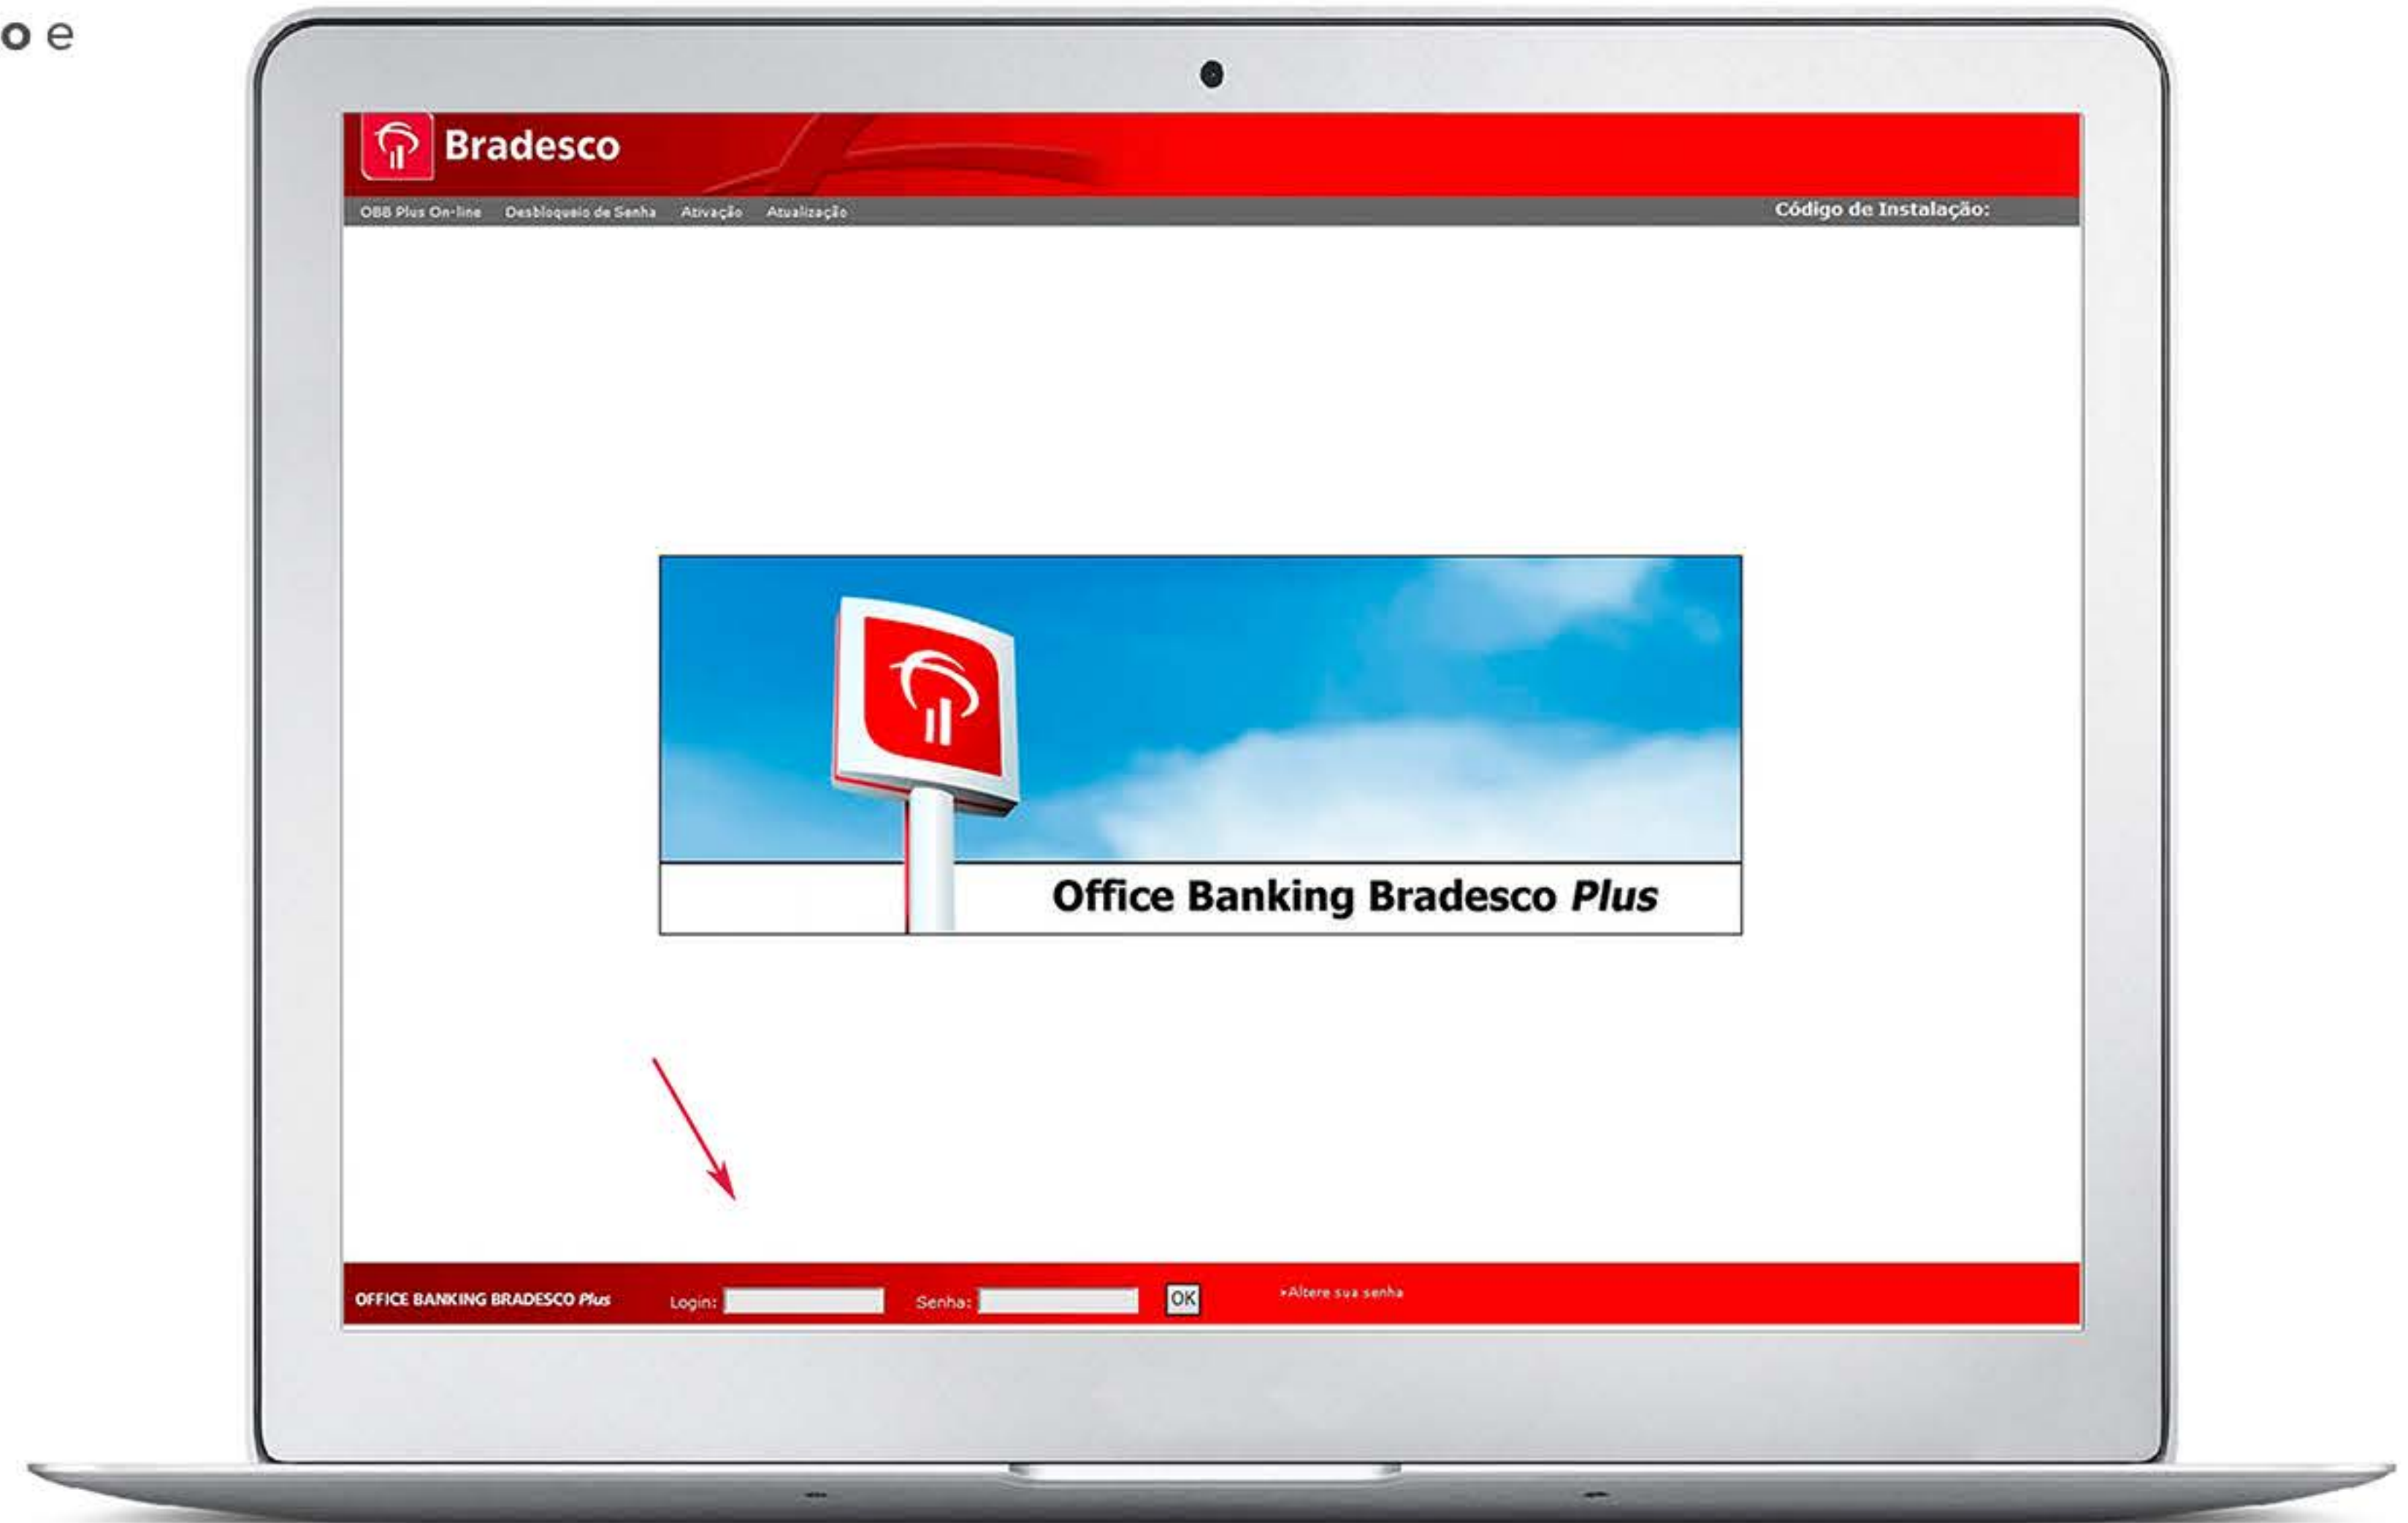 o e
Bradesco
OBB Plus On-line Desbloqueio de Senha Ativação Atualização Código de Instalação:
Office Banking Bradesco Plus
OFFICE BANKING BRADESCO Plus Login: Senha: OK »Altere sua senha